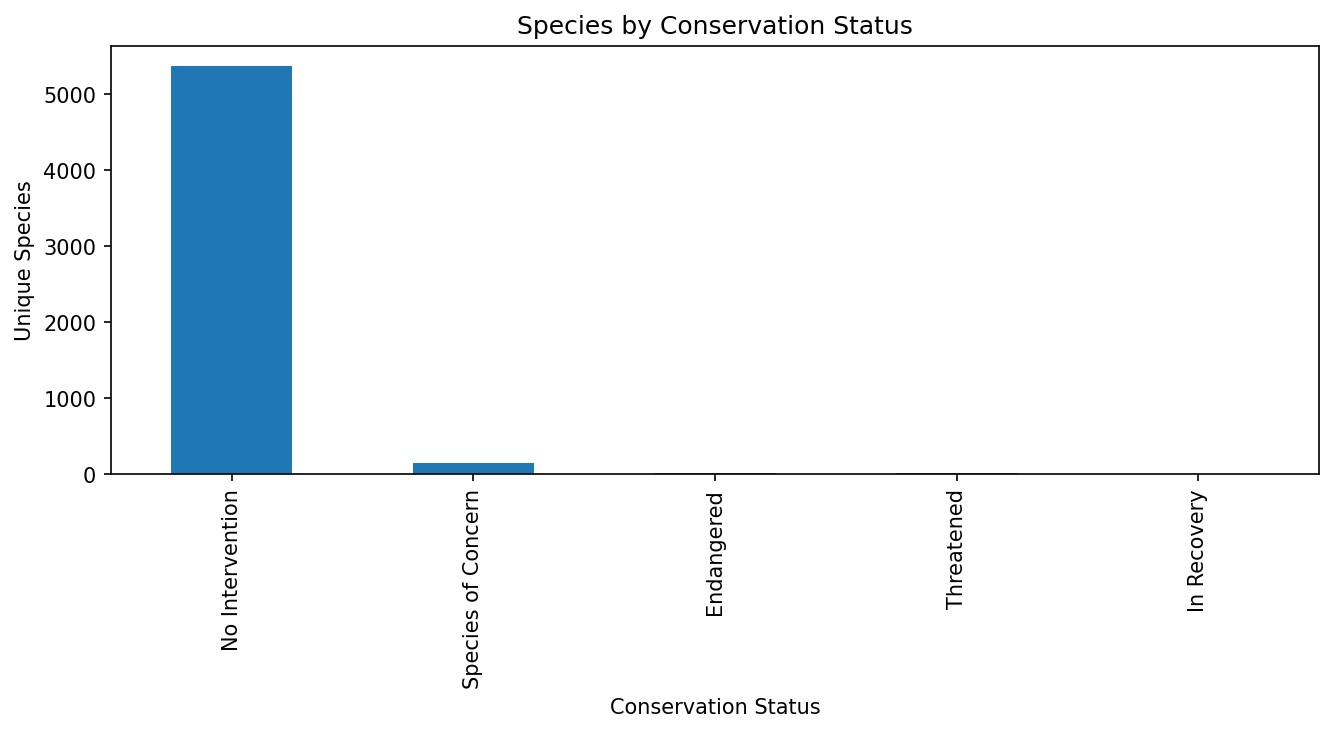 Species by Conservation Status
Unique Species
5000
4000
3000
2000
1000
0
No Intervention
Species of Concern
Endangered
Threatened
In Recovery
Conservation Status